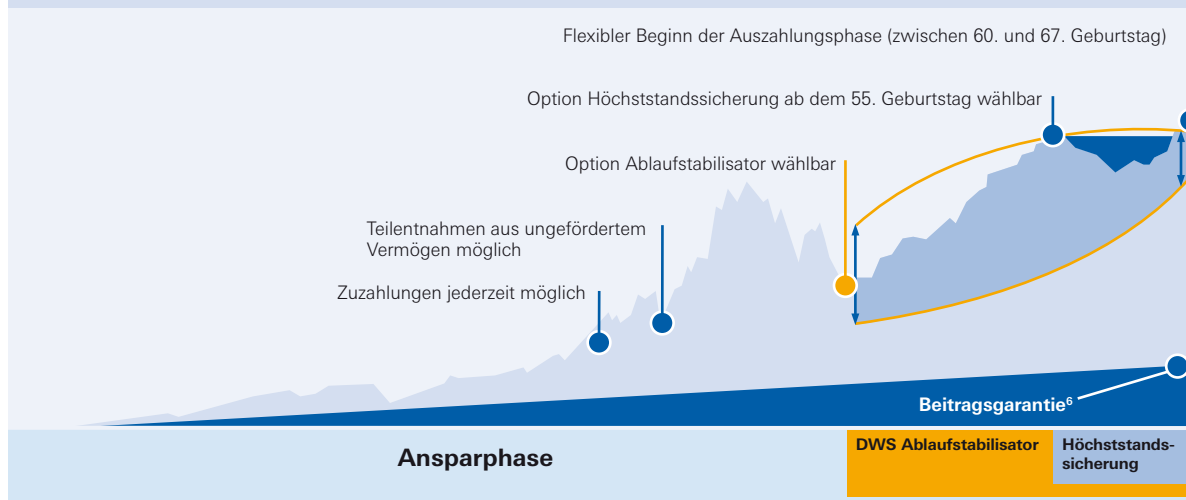 Flexibler Beginn der Auszahlungsphase (zwischen 60. und 67. Geburtstag)
Option Höchststandssicherung ab dem 55. Geburtstag wählbar
Option Ablaufstabilisator wählbar
Teilentnahmen aus ungefördertem
Vermögen möglich
Zuzahlungen jederzeit möglich
Beitragsgarantie⁶
Ansparphase
DWS Ablaufstabilisator
Höchststands-
sicherung